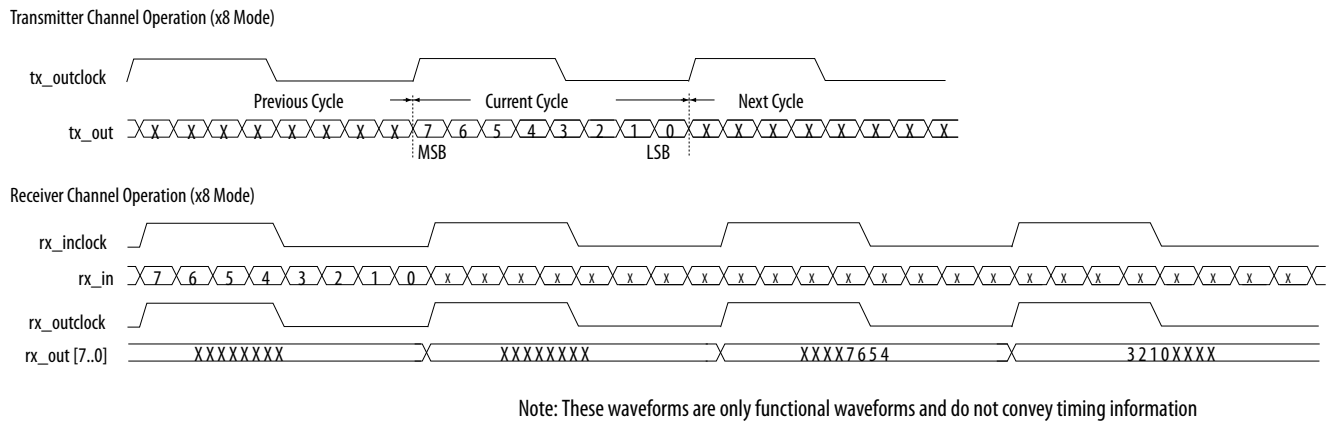 Transmitter Channel Operation (x8 Mode)
tx_outclock
Previous Cycle Current Cycle Next Cycle
tx_out X X X X X X X X 7 6 5 4 3 2 1 0 X X X X X X X X
MSB LSB
Receiver Channel Operation (x8 Mode)
rx_inclock
rx_in 7 6 5 4 3 2 1 0 x x x x x x x x x x x x x x x x x x x x x x x x
rx_outclock
rx_out [7..0] XXXXXXXX XXXXXXXX XXXX7654 3210XXXX
Note: These waveforms are only functional waveforms and do not convey timing information